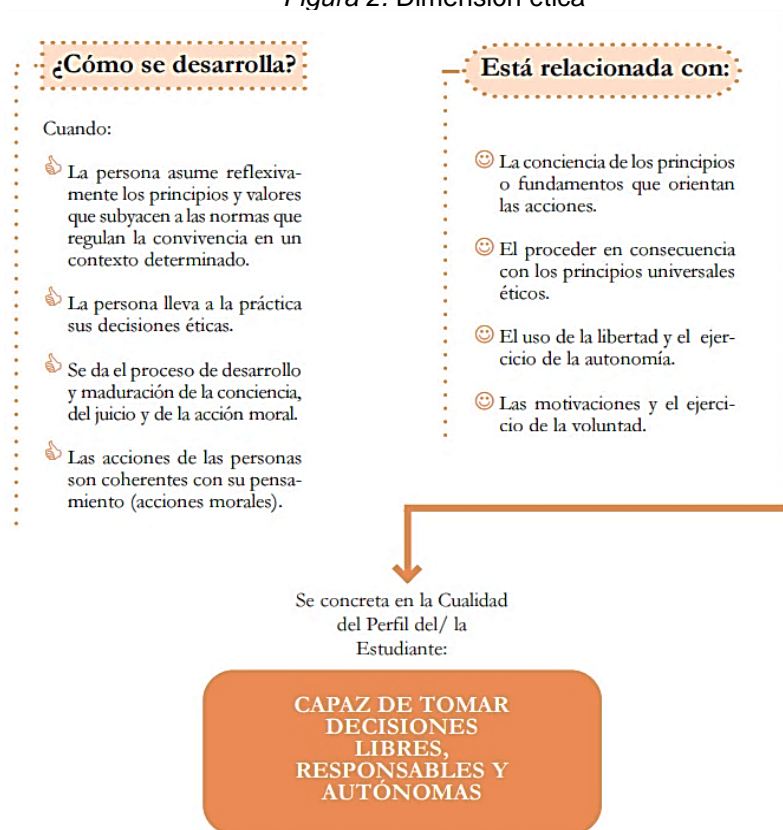 Figura 2. Dimensión ética
¿Cómo se desarrolla?
Cuando:
La persona asume reflexiva-
mente los principios y valores
que subyacen a las normas que
regulan la convivencia en un
contexto determinado.
La persona lleva a la práctica
sus decisiones éticas.
Se da el proceso de desarrollo
y maduración de la conciencia,
del juicio y de la acción moral.
Las acciones de las personas
son coherentes con su pensa-
miento (acciones morales).
Está relacionada con:
La conciencia de los principios
o fundamentos que orientan
las acciones.
El proceder en consecuencia
con los principios universales
éticos.
El uso de la libertad y el ejer-
cicio de la autonomía.
Las motivaciones y el ejerci-
cio de la voluntad.
Se concreta en la Cualidad
del Perfil del/ la
Estudiante:
CAPAZ DE TOMAR
DECISIONES
LIBRES,
RESPONSABLES Y
AUTÓNOMAS